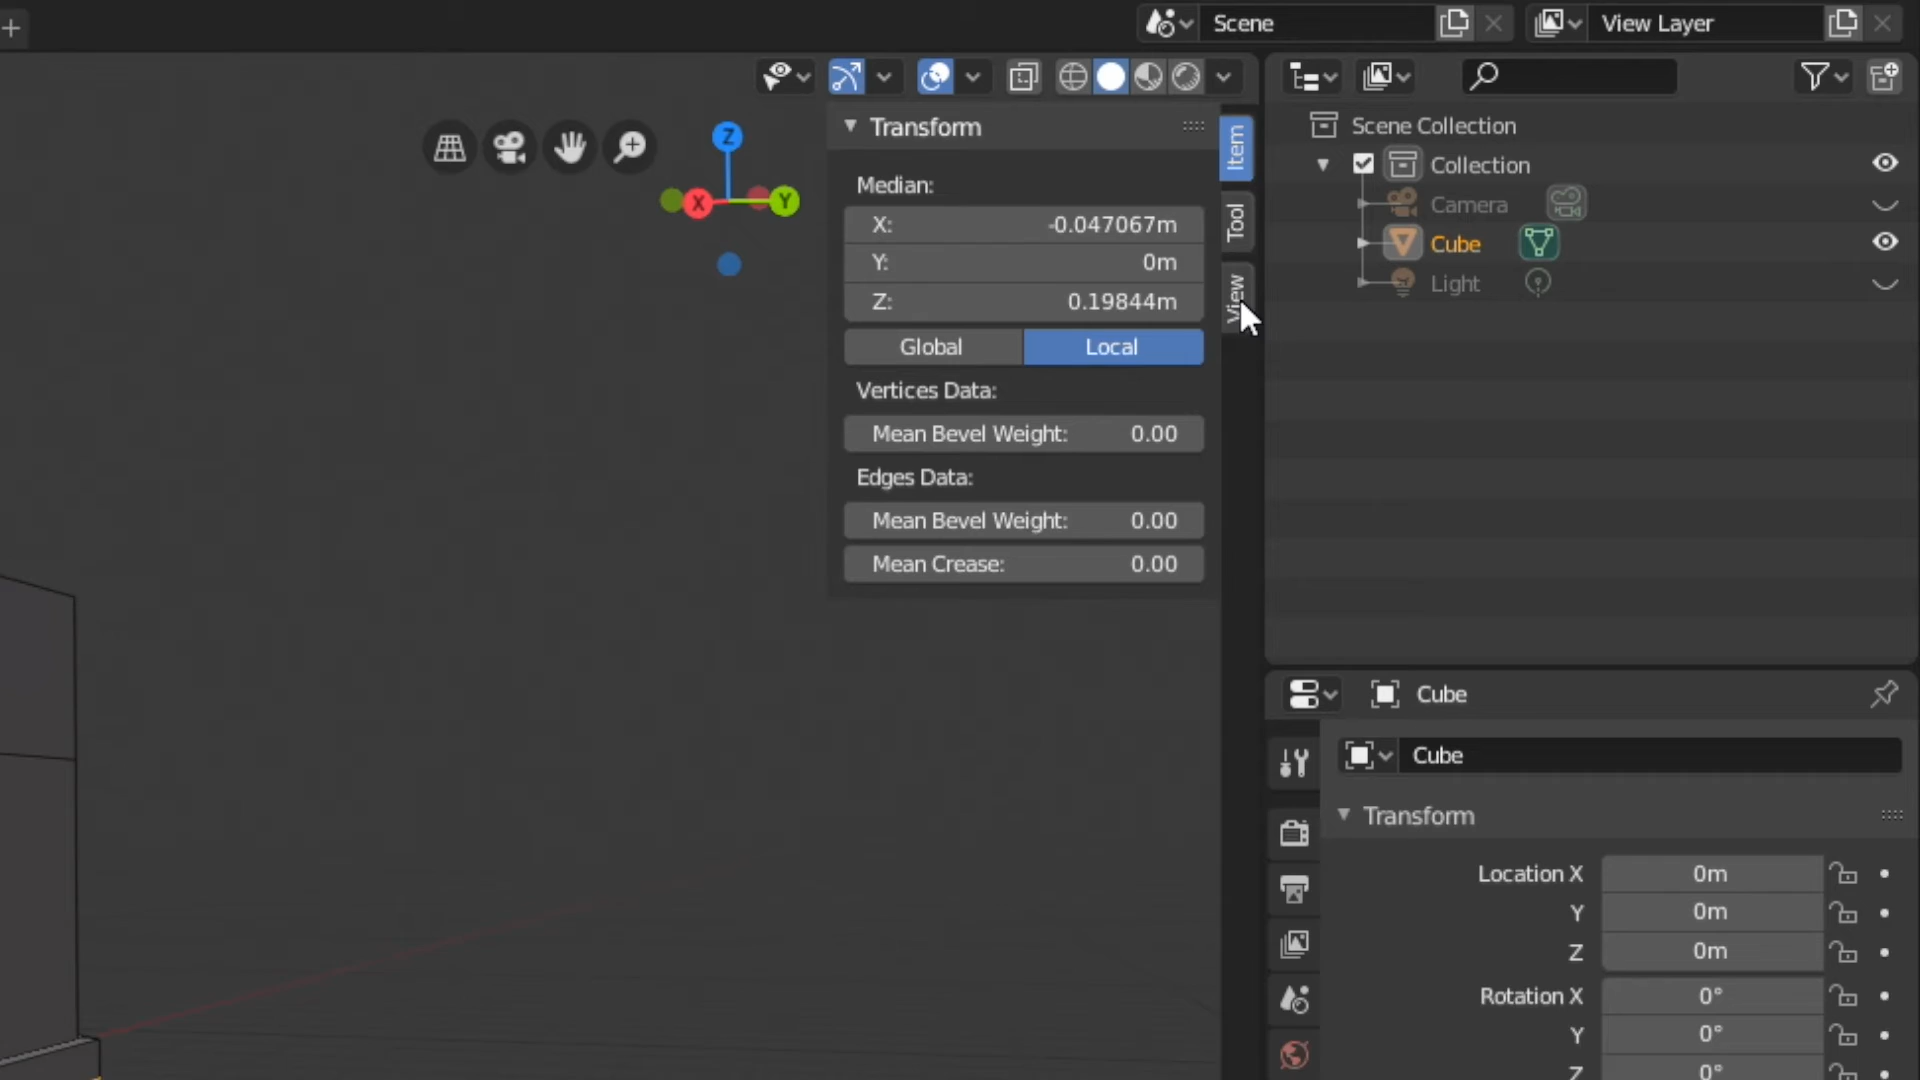 Scene
View Layer
Transform
Item
Median:
X: -0.047067m
Y: 0m
Z: 0.19844m
Global Local
Tool
View
Vertices Data:
Mean Bevel Weight: 0.00
Edges Data:
Mean Bevel Weight: 0.00
Mean Crease: 0.00
Z
X
Y
Scene Collection
Collection
Camera
Cube
Light
Cube
Cube
Transform
Location X 0m
Y 0m
Z 0m
Rotation X 0°
Y 0°
Z 0°